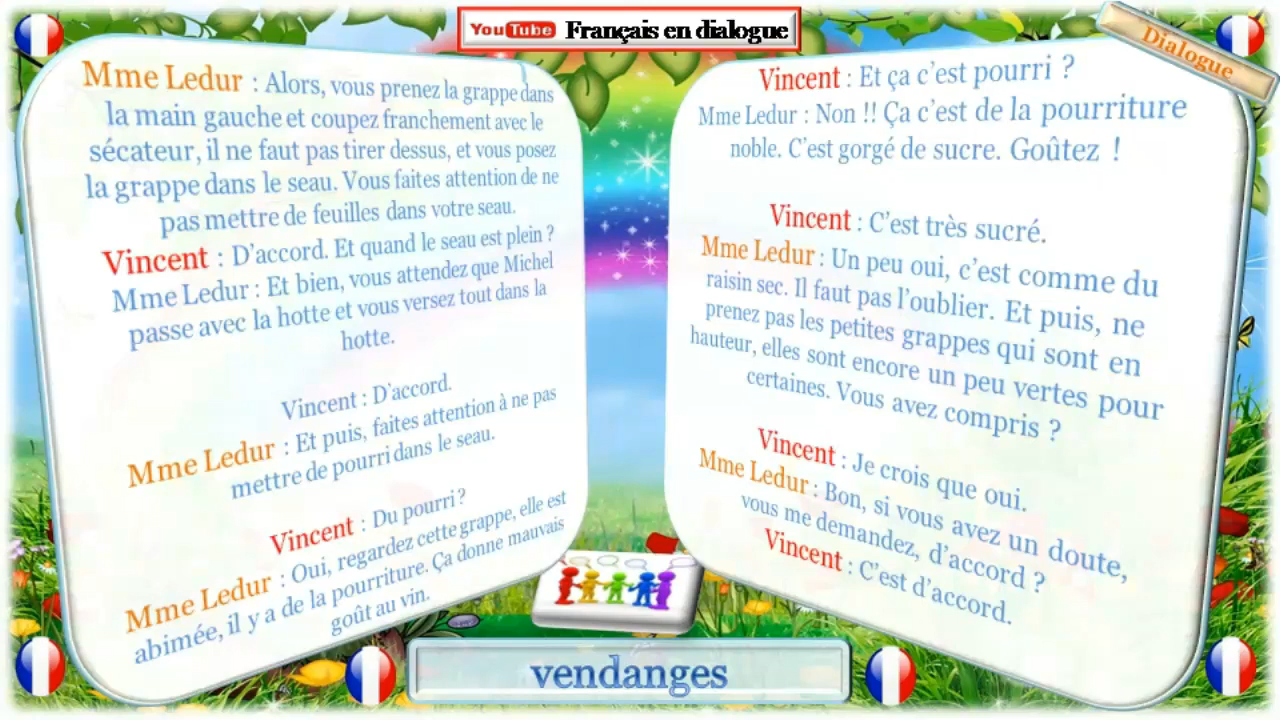 YouTube Français en dialogue
Dialogue
Mme Ledur : Alors, vous prenez la grappe dans
la main gauche et coupez franchement avec le
sécateur, il ne faut pas tirer dessus, et vous posez
la grappe dans le seau. Vous faites attention de ne
pas mettre de feuilles dans votre seau.
Vincent : D'accord. Et quand le seau est plein ?
Mme Ledur : Et bien, vous attendez que Michel
passe avec la hotte et vous versez tout dans la
hotte.
Vincent : D'accord.
Mme Ledur : Et puis, faites attention à ne pas
mettre de pourri dans le seau.
Vincent : Du pourri ?
Mme Ledur : Oui, regardez cette grappe, elle est
abimée, il y a de la pourriture. Ça donne mauvais
goût au vin.
Vincent : Et ça c'est pourri ?
Mme Ledur : Non !! Ça c'est de la pourriture
noble. C'est gorgé de sucre. Goûtez !
Vincent : C'est très sucré.
Mme Ledur : Un peu oui, c'est comme du
raisin sec. Il faut pas l'oublier. Et puis, ne
prenez pas les petites grappes qui sont en
hauteur, elles sont encore un peu vertes pour
certaines. Vous avez compris ?
Vincent : Je crois que oui.
Mme Ledur : Bon, si vous avez un doute,
vous me demandez, d'accord ?
Vincent : C'est d'accord.
vendanges